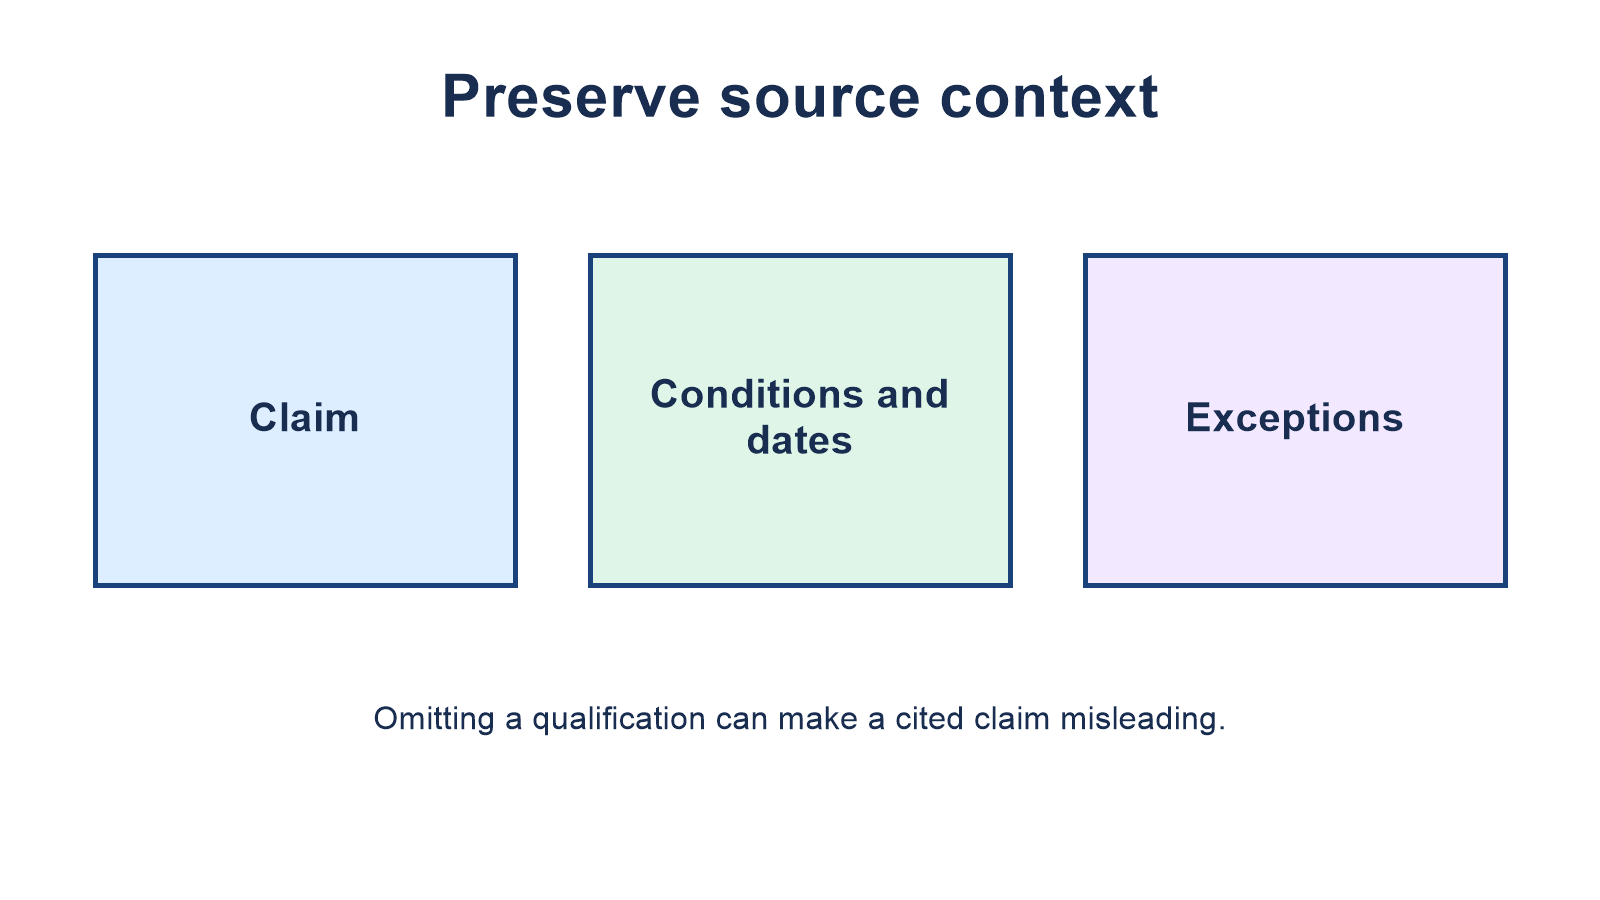 Preserve source context
Claim
Conditions and
dates
Exceptions
Omitting a qualification can make a cited claim misleading.